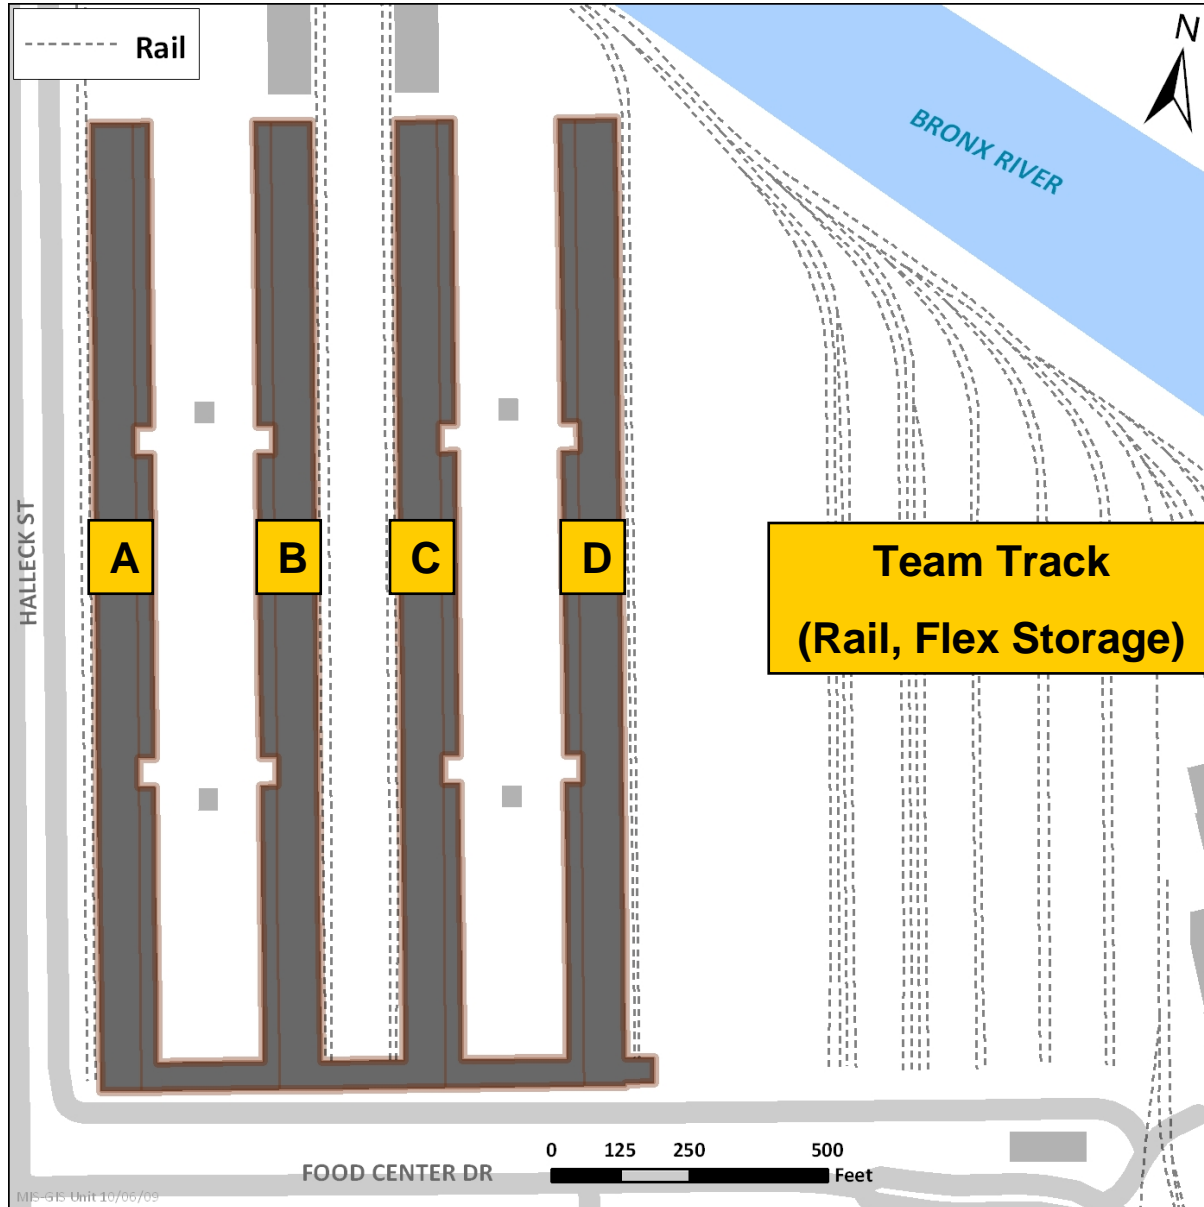 Rail
N
BRONX RIVER
HALLECK ST
A
B
C
D
Team Track
(Rail, Flex Storage)
0 125 250 500
Feet
FOOD CENTER DR
MIS-GIS Unit 10/06/09